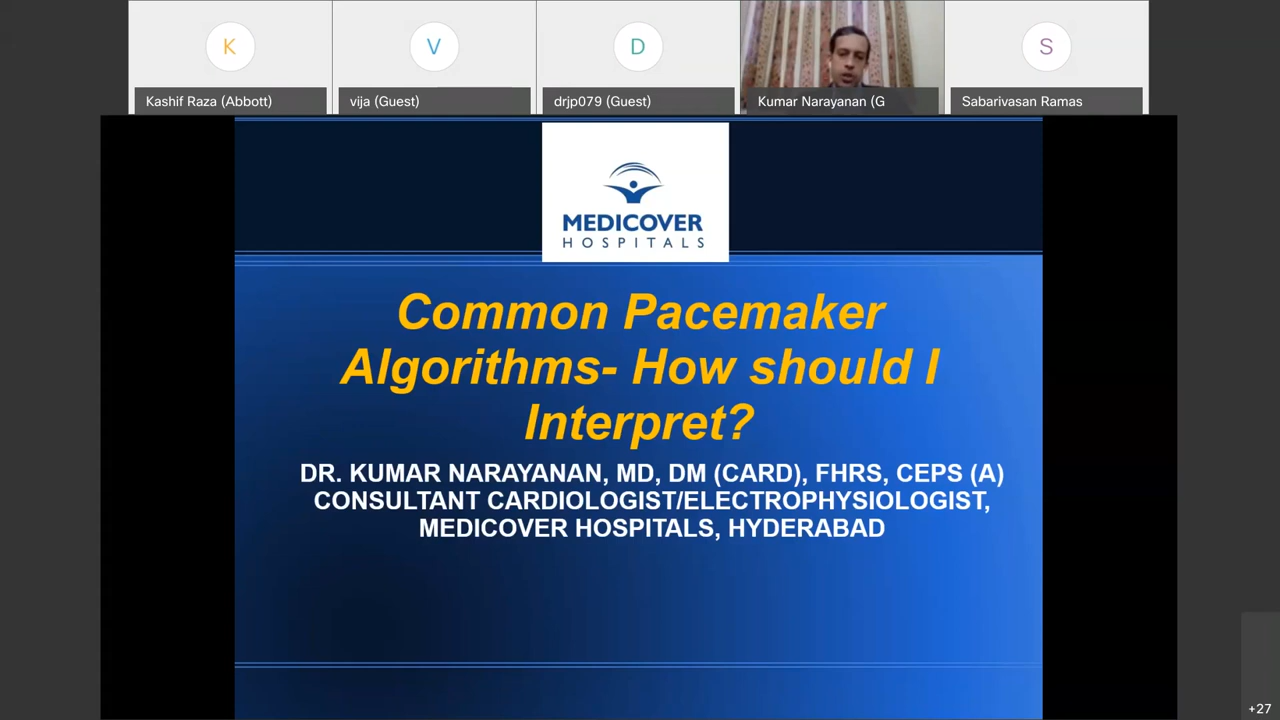 K
V
D
S
Kashif Raza (Abbott)
vija (Guest)
drjp079 (Guest)
Kumar Narayanan (G
Sabarivasan Ramas
MEDICOVER
HOSPITALS
Common Pacemaker
Algorithms- How should I
Interpret?
DR. KUMAR NARAYANAN, MD, DM (CARD), FHRS, CEPS (A)
CONSULTANT CARDIOLOGIST/ELECTROPHYSIOLOGIST,
MEDICOVER HOSPITALS, HYDERABAD
+27